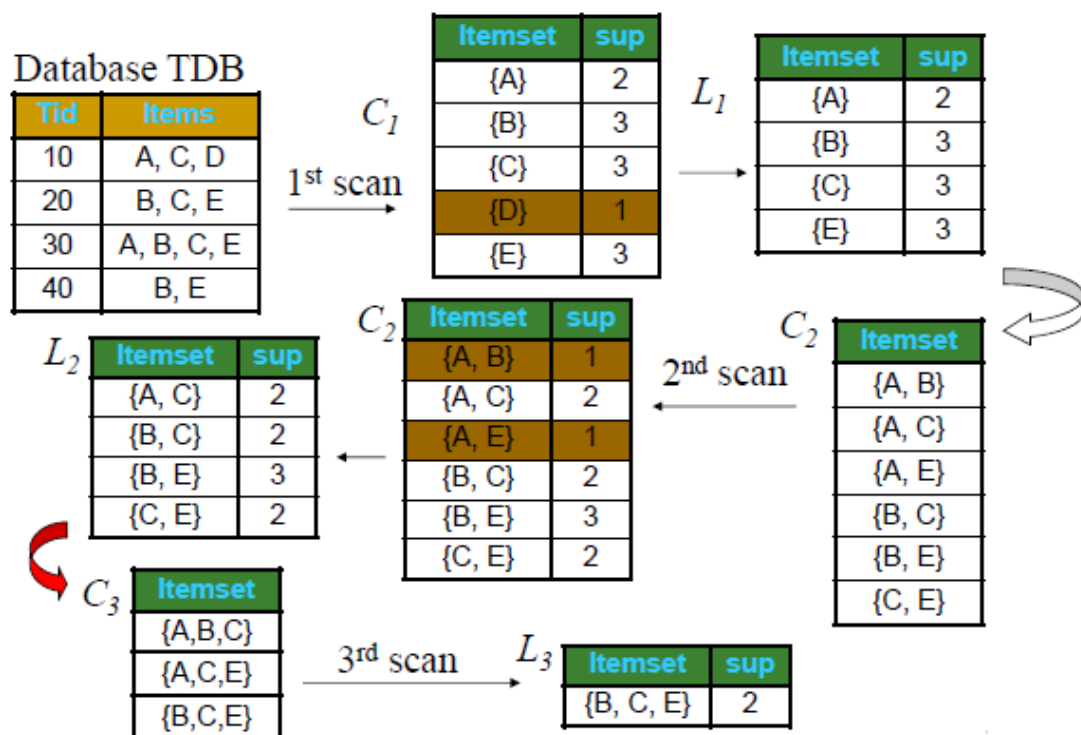 Database TDB
Tid Items
10 A, C, D
20 B, C, E
30 A, B, C, E
40 B, E
1st scan
C1
Itemset sup
{A} 2
{B} 3
{C} 3
{D} 1
{E} 3
L1
Itemset sup
{A} 2
{B} 3
{C} 3
{E} 3
C2
Itemset
{A, B}
{A, C}
{A, E}
{B, C}
{B, E}
{C, E}
2nd scan
C2
Itemset sup
{A, B} 1
{A, C} 2
{A, E} 1
{B, C} 2
{B, E} 3
{C, E} 2
L2
Itemset sup
{A, C} 2
{B, C} 2
{B, E} 3
{C, E} 2
C3
Itemset
{A,B,C}
{A,C,E}
{B,C,E}
3rd scan
L3
Itemset sup
{B, C, E} 2